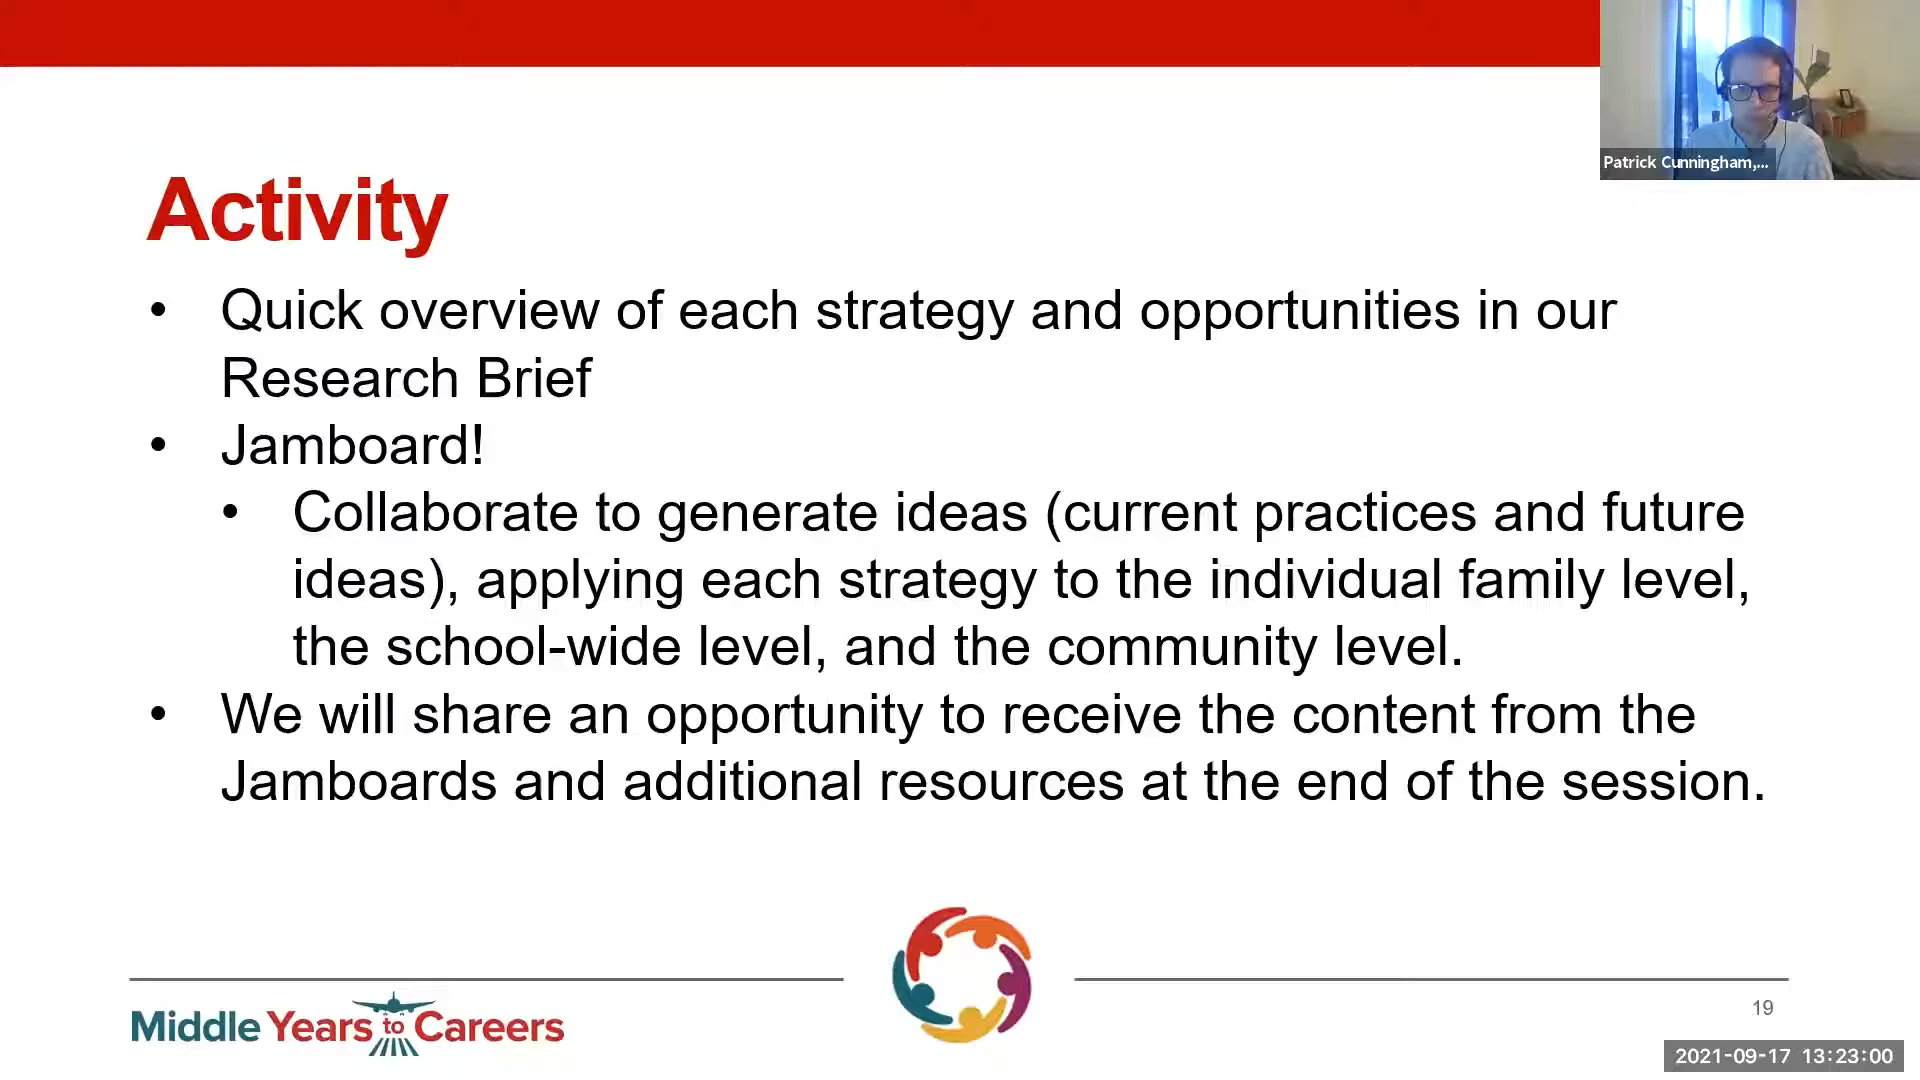 Patrick Cunningham,...
Activity
• Quick overview of each strategy and opportunities in our
Research Brief
• Jamboard!
• Collaborate to generate ideas (current practices and future
ideas), applying each strategy to the individual family level,
the school-wide level, and the community level.
• We will share an opportunity to receive the content from the
Jamboards and additional resources at the end of the session.
Middle Years to Careers
19
2021-09-17 13:23:00